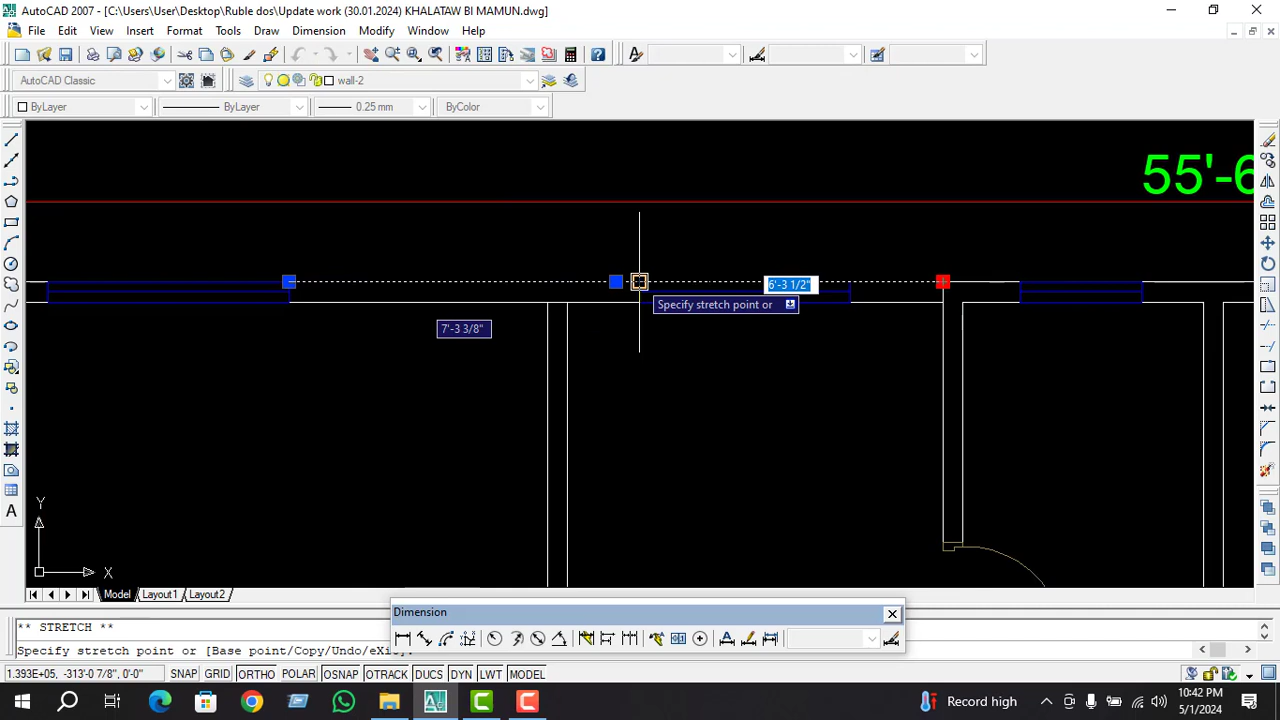 AutoCAD 2007 - [C:\Users\User\Desktop\Ruble dos\Update work (30.01.2024) KHALATAW BI MAMUN.dwg]
File Edit View Insert Format Tools Draw Dimension Modify Window Help
AutoCAD Classic wall-2
ByLayer ByLayer 0.25 mm ByColor
55'-6
6'-3 1/2"
Specify stretch point or
7'-3 3/8"
Y
X
Model Layout1 Layout2
Dimension
** STRETCH **
Specify stretch point or [Base point/Copy/Undo/eXit]:
1.393E+05, -313'-0 7/8", 0'-0" SNAP GRID ORTHO POLAR OSNAP OTRACK DUCS DYN LWT MODEL
Record high
10:42 PM
5/1/2024